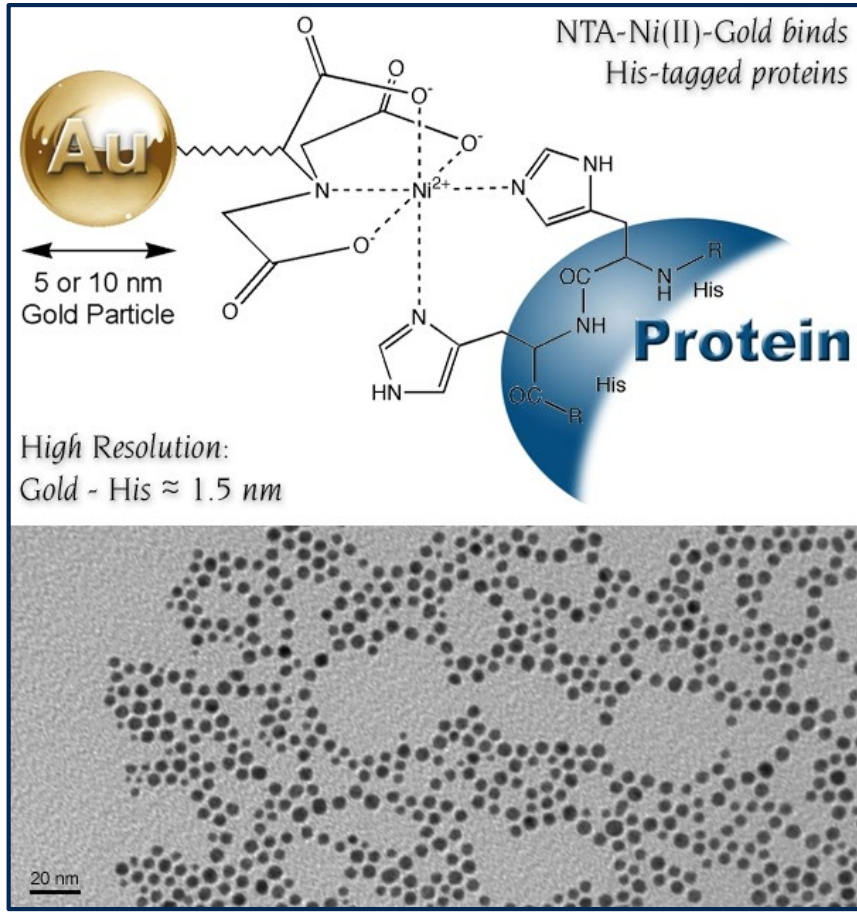 NTA-Ni(II)-Gold binds
His-tagged proteins
Au
5 or 10 nm
Gold Particle
O
O
O-
O-
N
Ni2+
N
NH
O-
O
N
HN
OC
NH
N
H
R
His
OC
R
His
Protein
High Resolution:
Gold - His ≈ 1.5 nm
20 nm